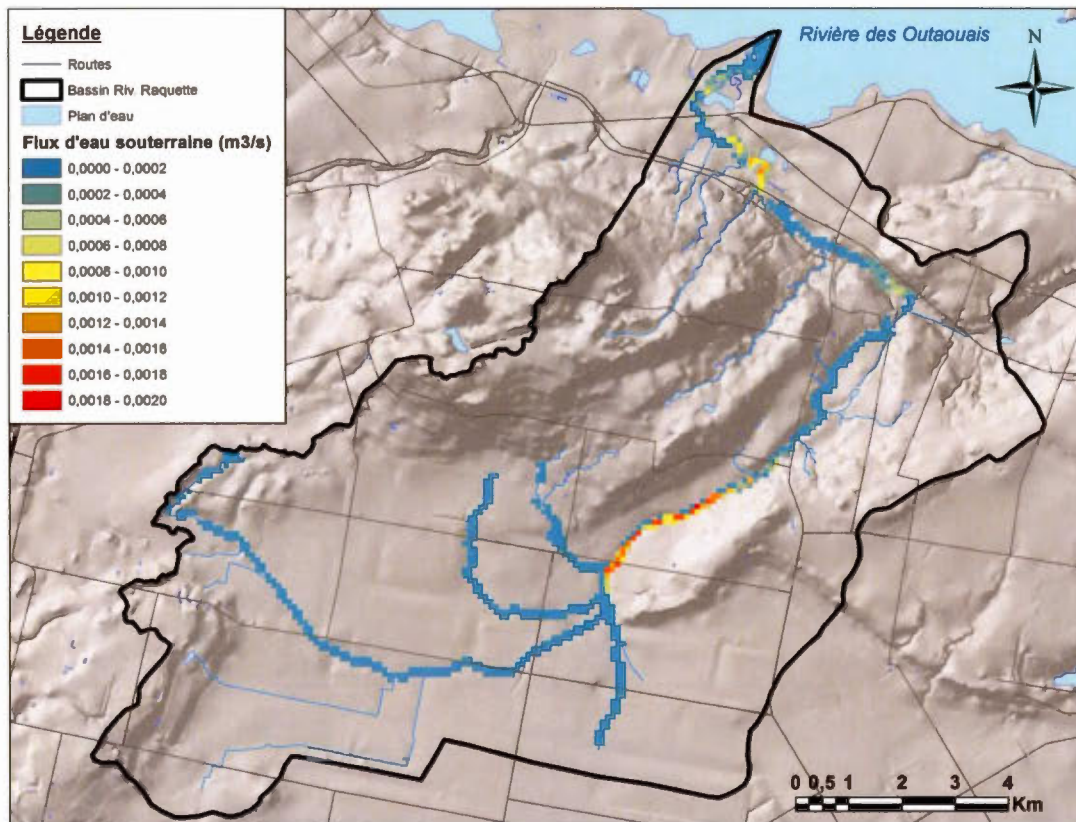 Légende
Routes
Bassin Riv. Raquette
Plan d'eau
Flux d'eau souterraine (m3/s)
0,0000 - 0,0002
0,0002 - 0,0004
0,0004 - 0,0006
0,0006 - 0,0008
0,0008 - 0,0010
0,0010 - 0,0012
0,0012 - 0,0014
0,0014 - 0,0016
0,0016 - 0,0018
0,0018 - 0,0020
Rivière des Outaouais
N
0 0,5 1 2 3 4
Km